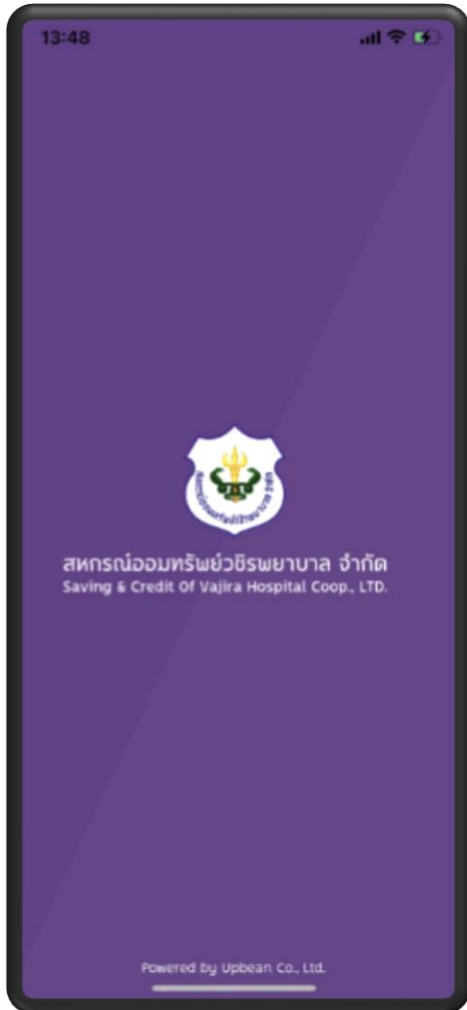 13:48
สหกรณ์ออมทรัพย์วชิรพยาบาล จำกัด
Saving & Credit Of Vajira Hospital Coop., LTD.
Powered by Upbean Co., Ltd.